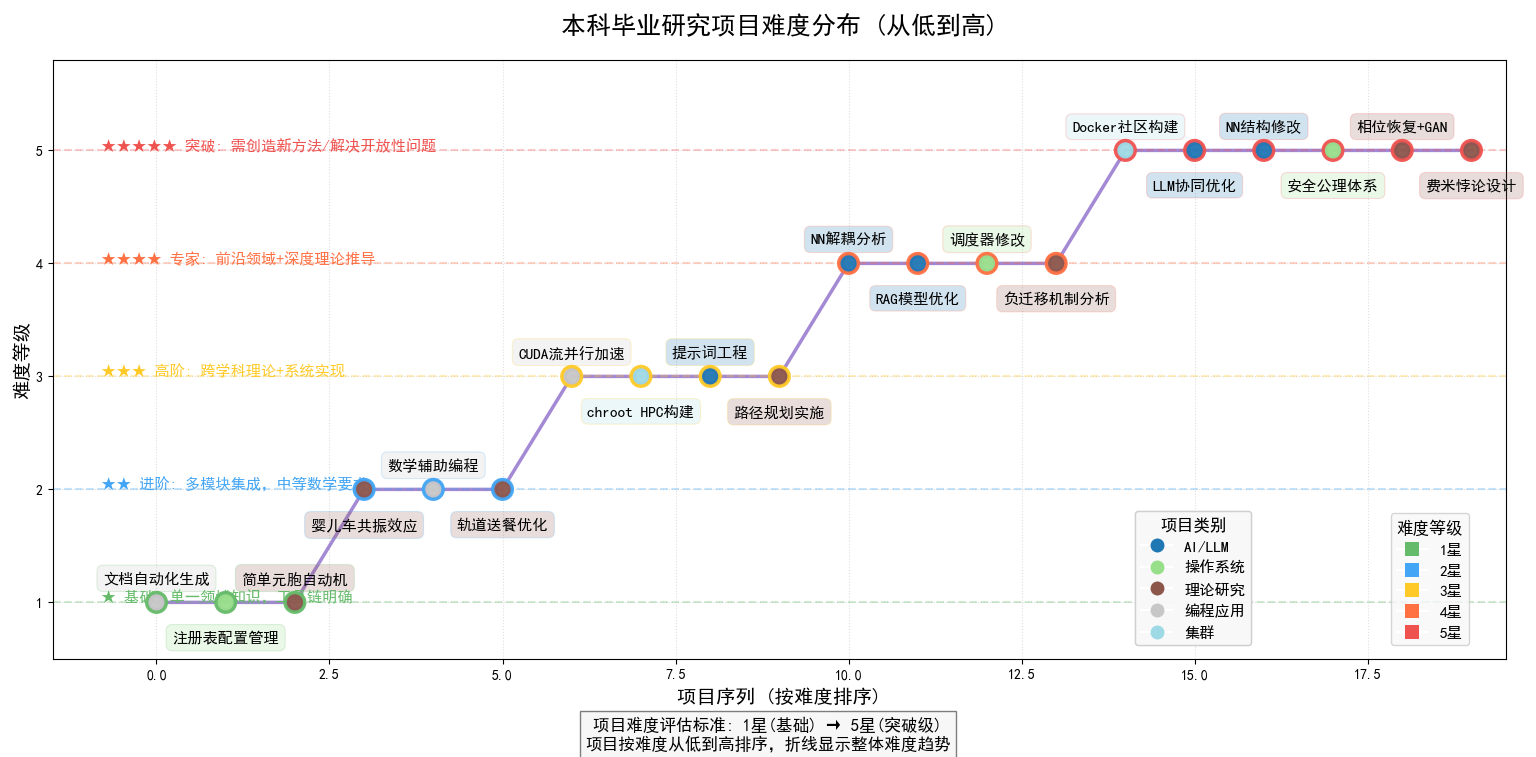 本科毕业研究项目难度分布 (从低到高)
难度等级
5
4
3
2
1
★★★★★ 突破: 需创造新方法/解决开放性问题
★★★★ 专家: 前沿领域+深度理论推导
★★★ 高阶: 跨学科理论+系统实现
★★ 进阶: 多模块集成, 中等数学要求
★ 基础: 单一领域知识, 链明确
Docker社区构建
NN结构修改
相位恢复+GAN
LLM协同优化
安全公理体系
费米悖论设计
NN解耦分析
调度器修改
RAG模型优化
负迁移机制分析
CUDA流并行加速
提示词工程
chroot HPC构建
路径规划实施
数学辅助编程
婴儿车共振效应
轨道送餐优化
文档自动化生成
简单元胞自动机
注册表配置管理
项目类别
AI/LLM
操作系统
理论研究
编程应用
集群
难度等级
1星
2星
3星
4星
5星
0.0 2.5 5.0 7.5 10.0 12.5 15.0 17.5
项目序列 (按难度排序)
项目难度评估标准: 1星(基础) → 5星(突破级)
项目按难度从低到高排序, 折线显示整体难度趋势